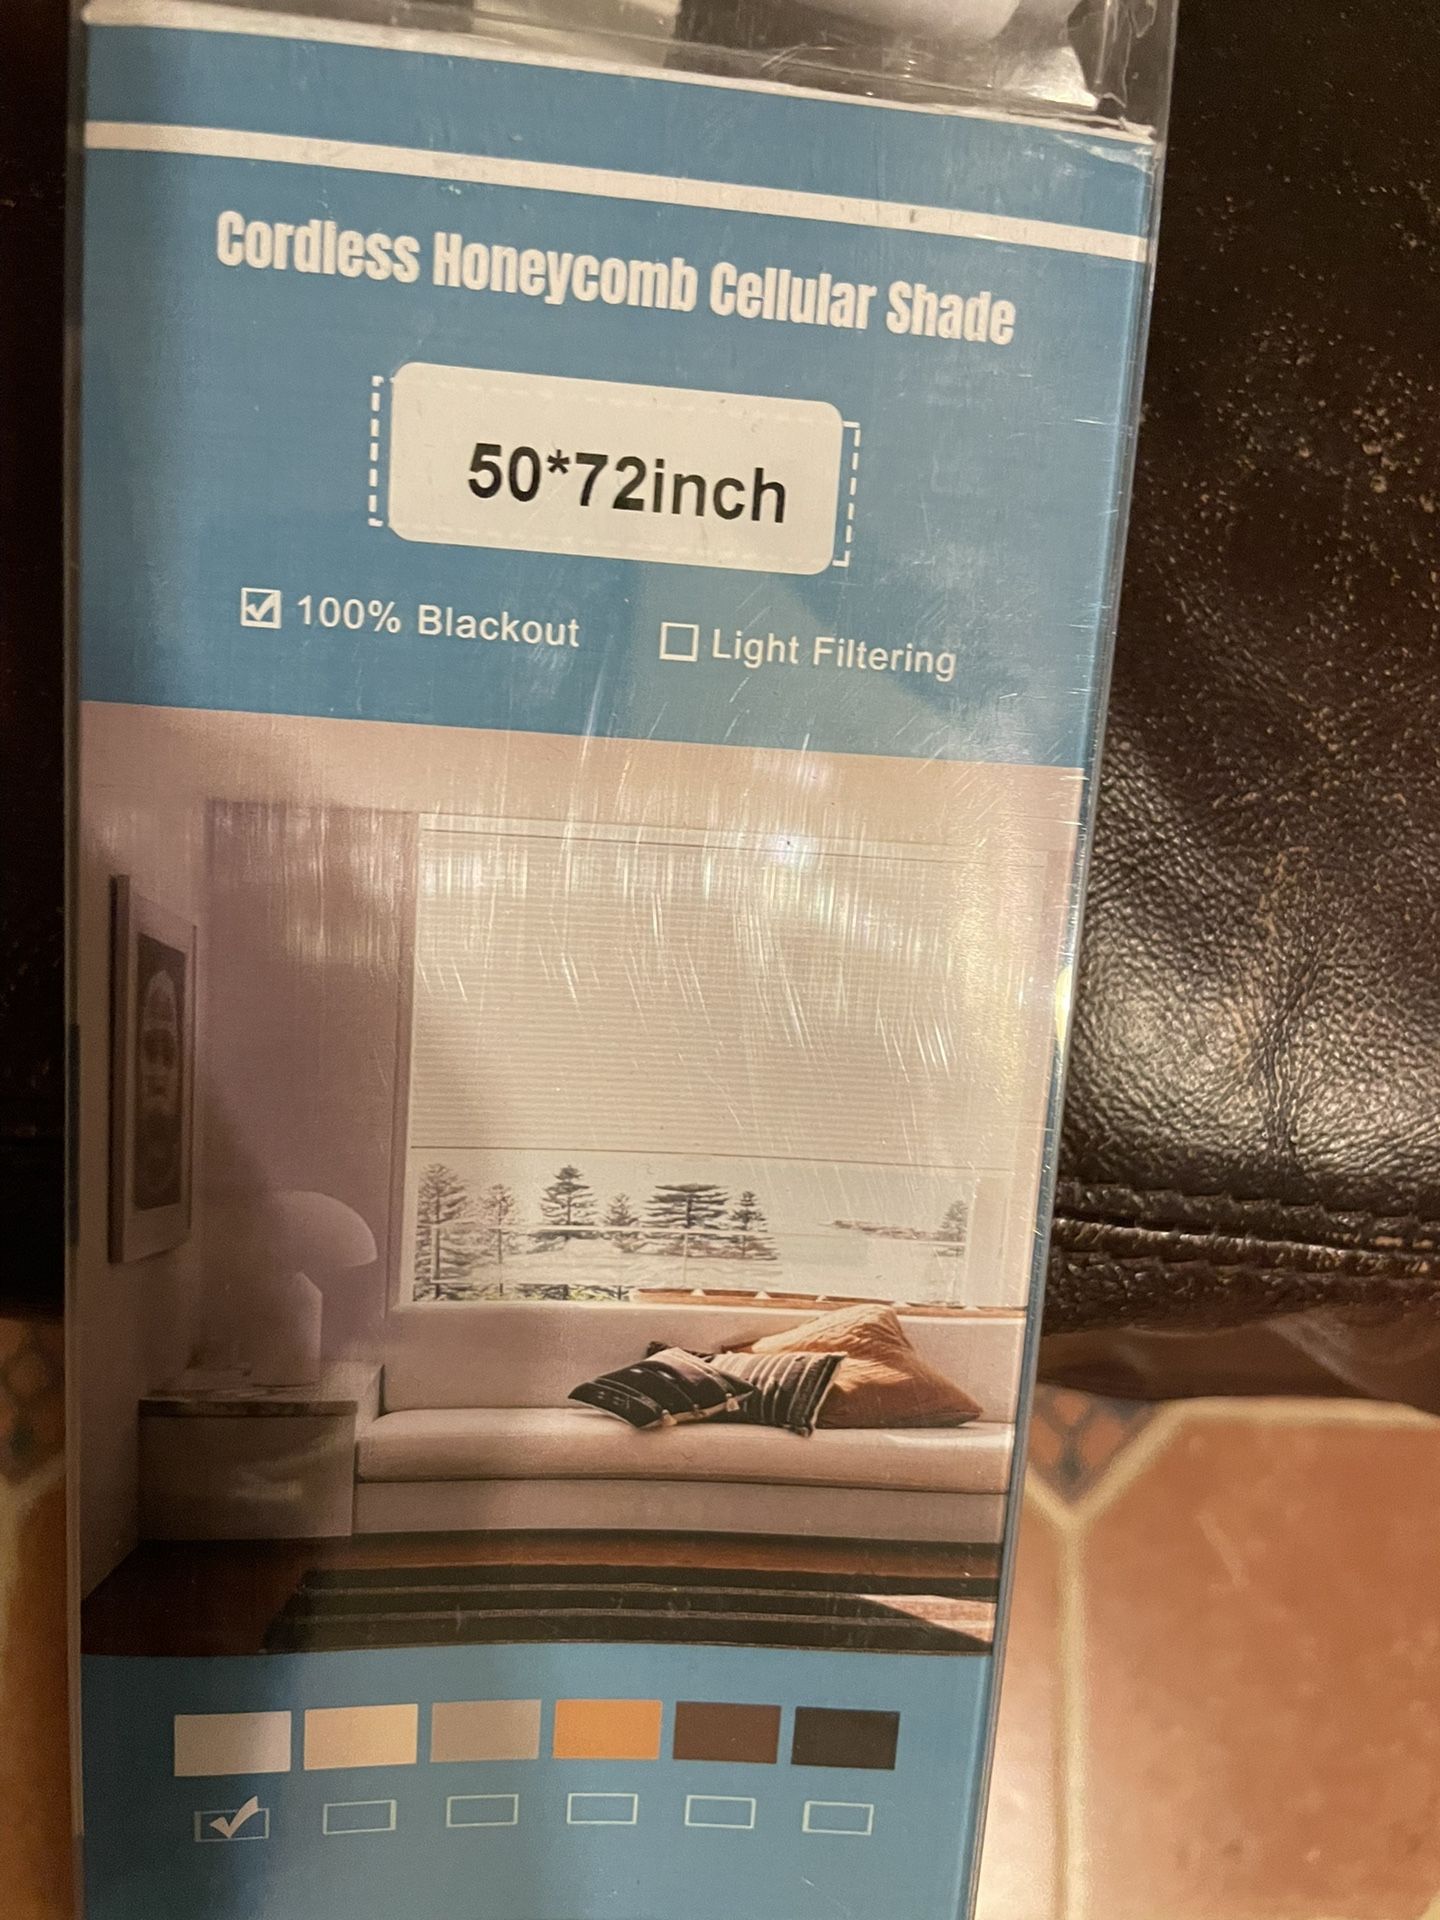 Cordless Honeycomb Cellular Shade
50*72inch
100% Blackout
Light Filtering